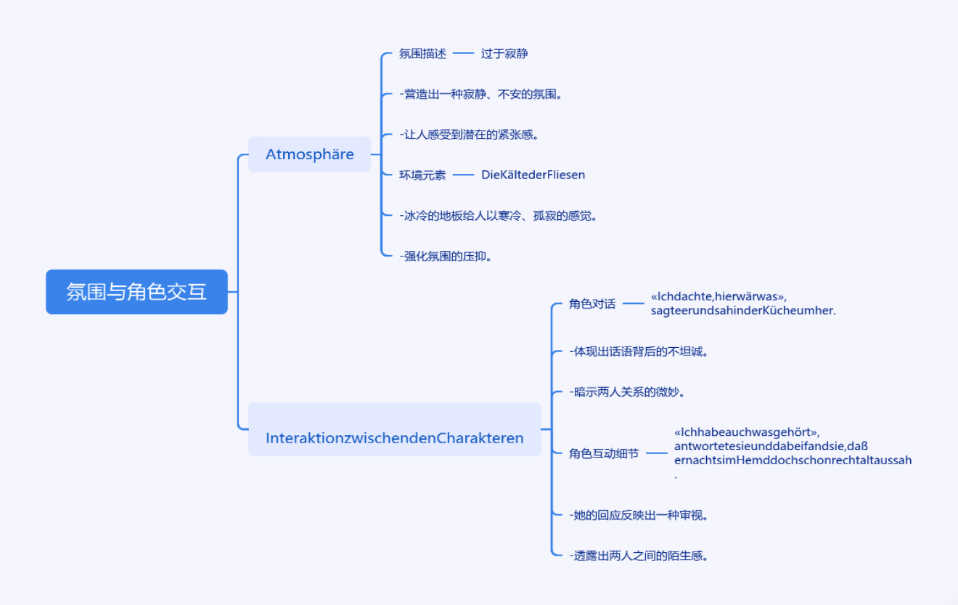 氛围与角色交互
Atmosphäre
氛围描述
过于寂静
-营造出一种寂静、不安的氛围。
-让人感受到潜在的紧张感。
环境元素
DieKältederFliesen
-冰冷的地板给人以寒冷、孤寂的感觉。
-强化氛围的压抑。
InteraktionzwischendenCharakteren
角色对话
«Ichdachte,hierwärwas»,
sagteerundsahinderKücheumher.
-体现出话语背后的不坦诚。
-暗示两人关系的微妙。
角色互动细节
«Ichhabeauchwasgehört»,
antwortetesieunddabeifandsie,daß
ernachtsimHemddochschonrechtaltaussah
.
-她的回应反映出一种审视。
-透露出两人之间的陌生感。